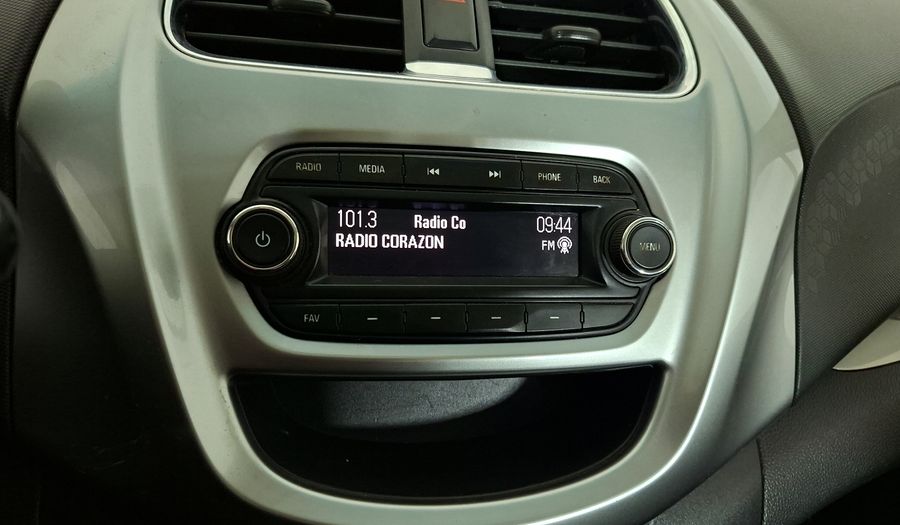 RADIO MEDIA PHONE BACK
101.3 Radio Co 09:44
RADIO CORAZON FM
MENU
FAV